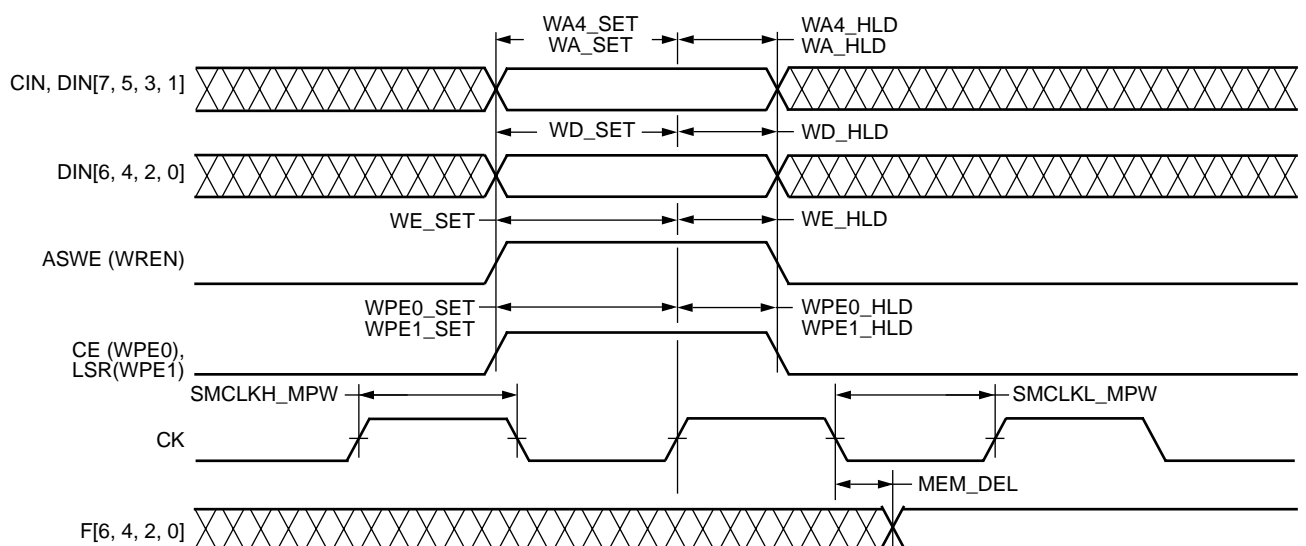 WA4_SET
WA_SET
WA4_HLD
WA_HLD
CIN, DIN[7, 5, 3, 1]
WD_SET
WD_HLD
DIN[6, 4, 2, 0]
WE_SET
WE_HLD
ASWE (WREN)
WPE0_SET
WPE1_SET
WPE0_HLD
WPE1_HLD
CE (WPE0),
LSR(WPE1)
SMCLKH_MPW
SMCLKL_MPW
CK
MEM_DEL
F[6, 4, 2, 0]